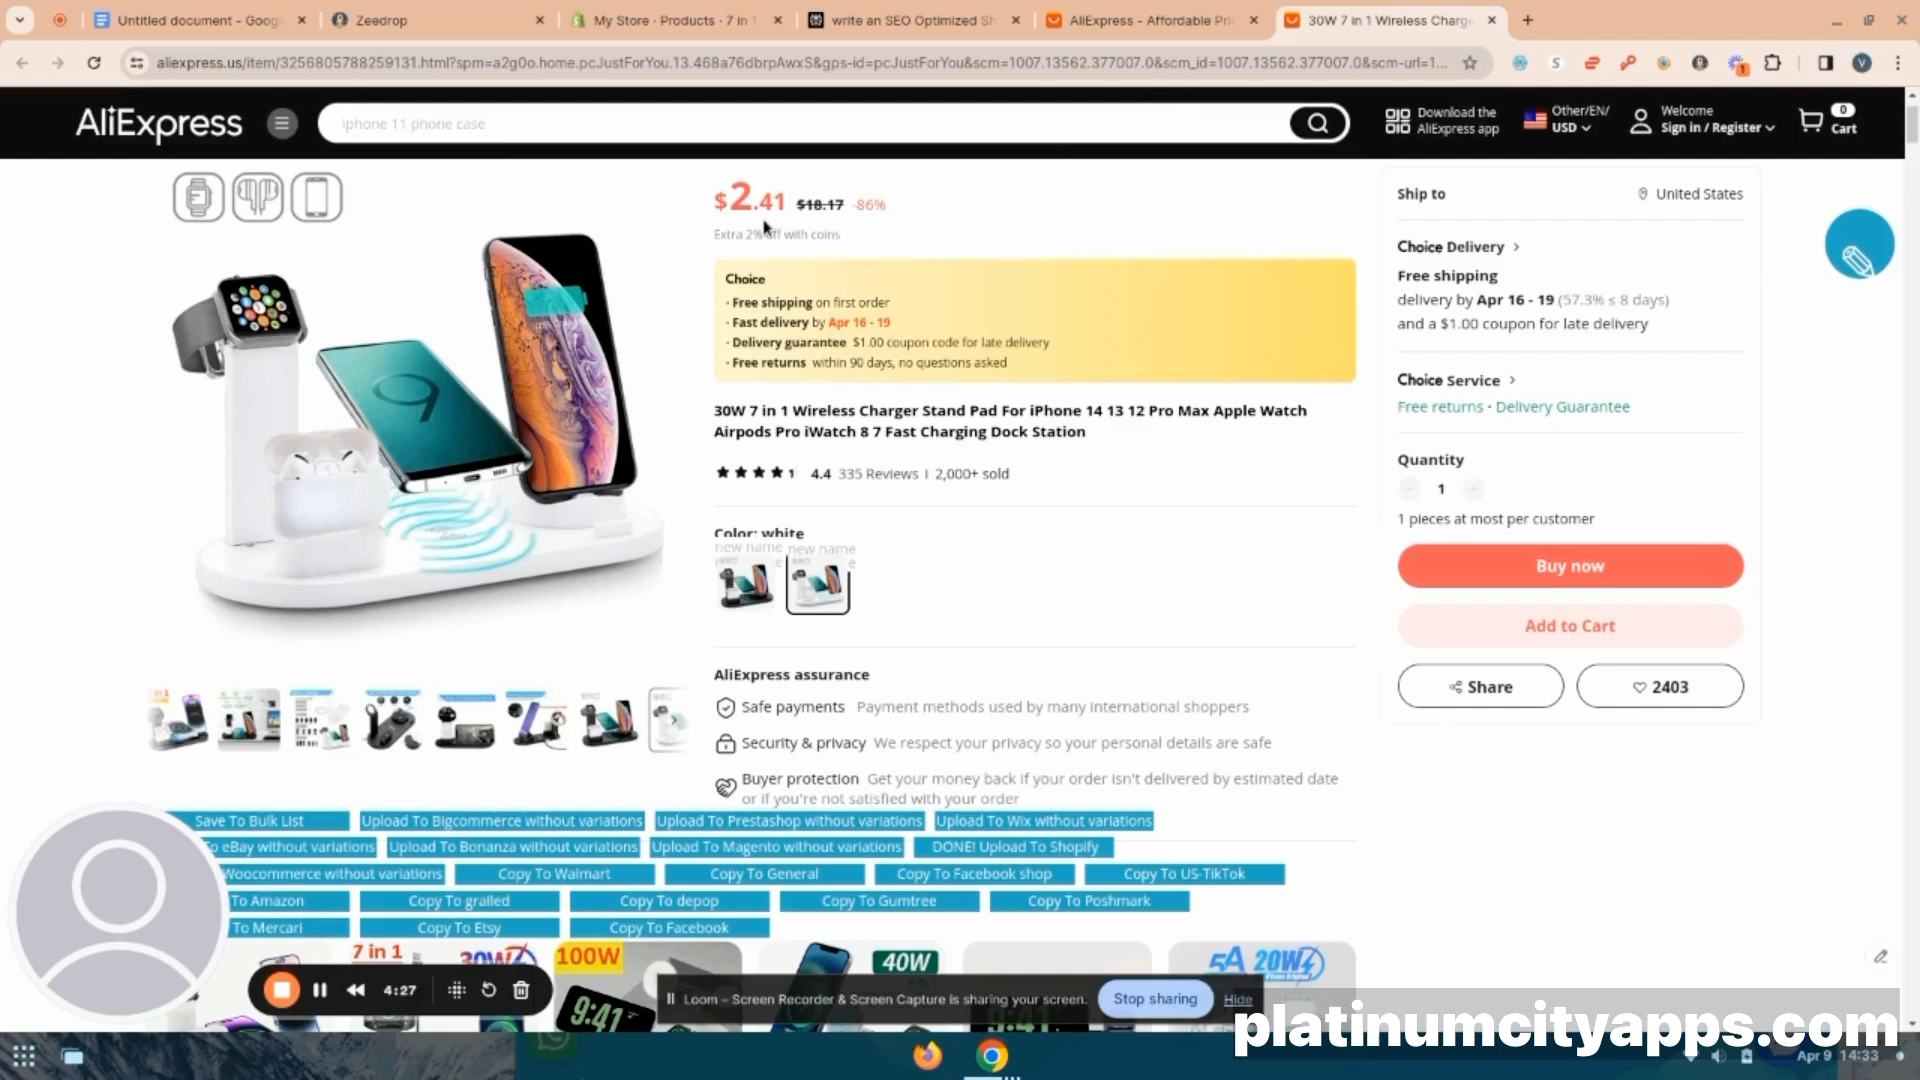 Untitled document - Goog
Zeedrop
My Store · Products · 7 in 1
write an SEO Optimized Sh
AliExpress - Affordable Pri
30W 7 in 1 Wireless Charge
aliexpress.us/item/3256805788259131.html?spm=a2g0o.home.pcJustForYou.13.468a76dbrpAwxS&gps-id=pcJustForYou&scm=1007.13562.377007.0&scm_id=1007.13562.377007.0&scm-url=1...
AliExpress
iphone 11 phone case
Download the
AliExpress app
Other/EN/
USD
Welcome
Sign in / Register
0
Cart
$2.41 $18.17 -86%
Extra 2% off with coins
Choice
· Free shipping on first order
· Fast delivery by Apr 16 - 19
· Delivery guarantee $1.00 coupon code for late delivery
· Free returns within 90 days, no questions asked
30W 7 in 1 Wireless Charger Stand Pad For iPhone 14 13 12 Pro Max Apple Watch
Airpods Pro iWatch 8 7 Fast Charging Dock Station
4.4 335 Reviews | 2,000+ sold
Color: white
new name new name
AliExpress assurance
Safe payments Payment methods used by many international shoppers
Security & privacy We respect your privacy so your personal details are safe
Buyer protection Get your money back if your order isn't delivered by estimated date
or if you're not satisfied with your order
Ship to
United States
Choice Delivery
Free shipping
delivery by Apr 16 - 19 (57.3% ≤ 8 days)
and a $1.00 coupon for late delivery
Choice Service
Free returns · Delivery Guarantee
Quantity
1
1 pieces at most per customer
Buy now
Add to Cart
Share
2403
Save To Bulk List
Upload To Bigcommerce without variations
Upload To Prestashop without variations
Upload To Wix without variations
To eBay without variations
Upload To Bonanza without variations
Upload To Magento without variations
DONE! Upload To Shopify
Woocommerce without variations
Copy To Walmart
Copy To General
Copy To Facebook shop
Copy To US-TikTok
To Amazon
Copy To grailed
Copy To depop
Copy To Gumtree
Copy To Poshmark
To Mercari
Copy To Etsy
Copy To Facebook
7 in 1
30W
100W
9:41
40W
5A 20W
4:27
Loom – Screen Recorder & Screen Capture is sharing your screen.
Stop sharing
Hide
platinumcityapps.com
Apr 9 14:33